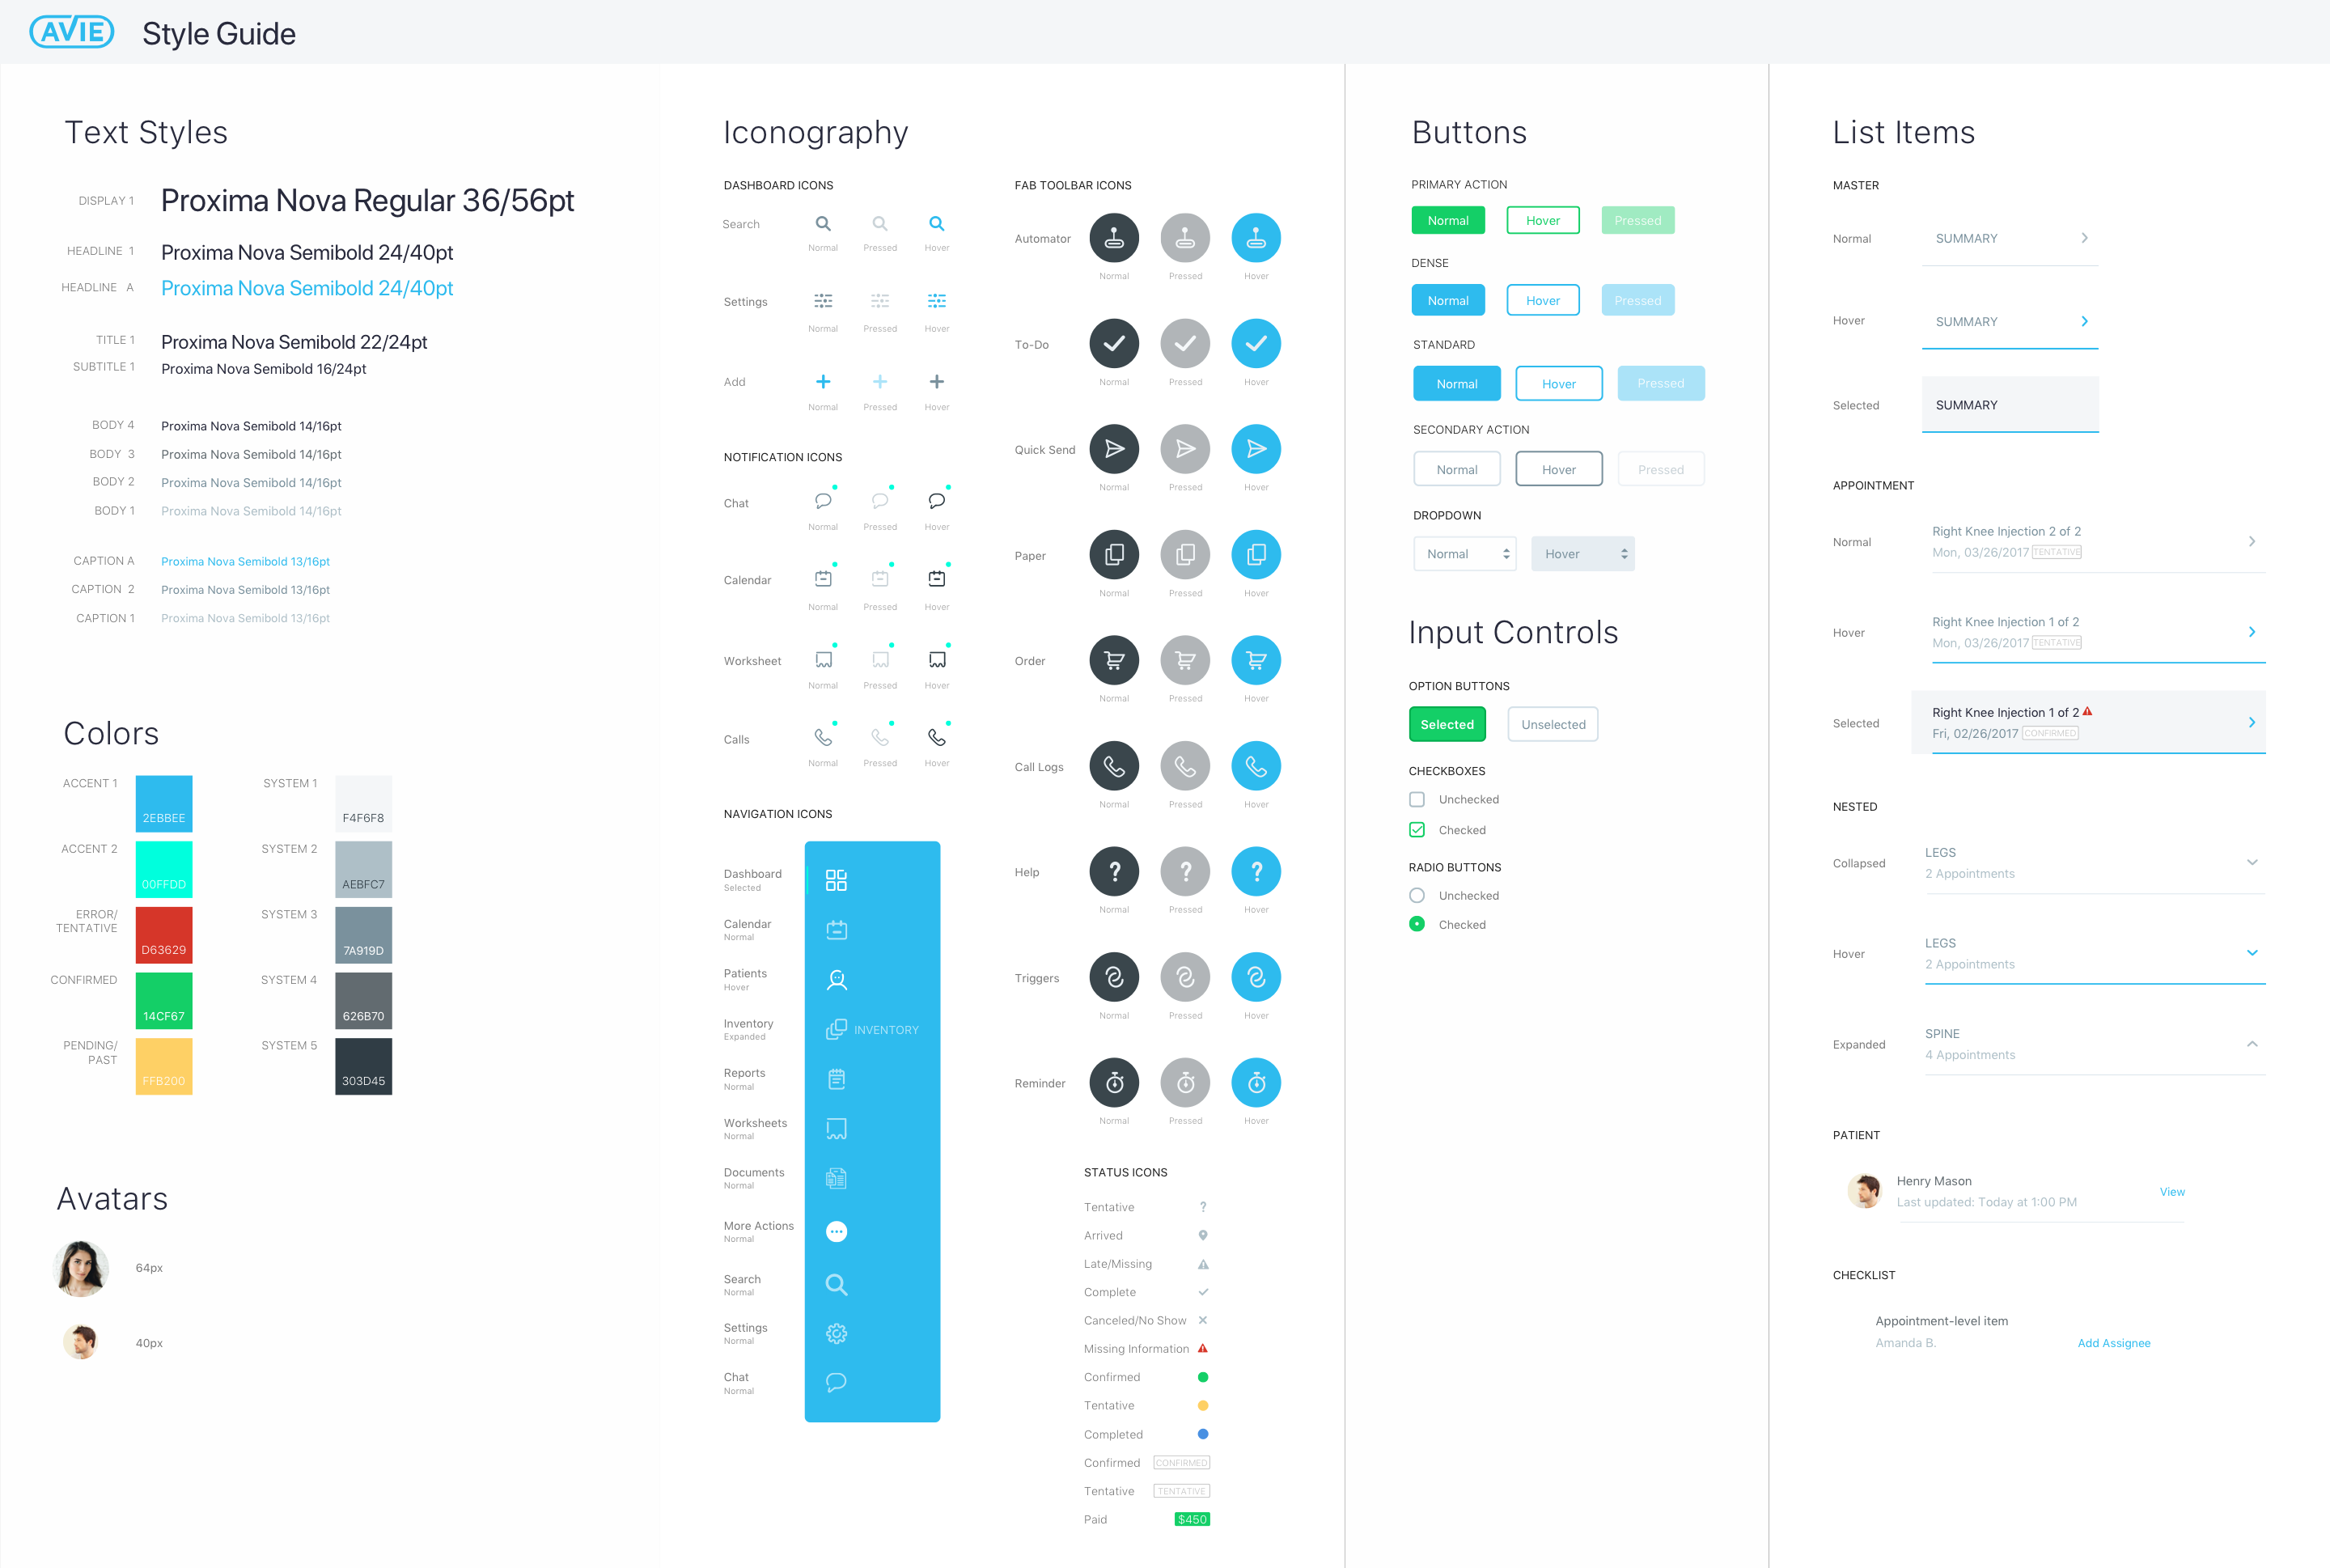 AVIE Style Guide
Text Styles
DISPLAY 1 Proxima Nova Regular 36/56pt
HEADLINE 1 Proxima Nova Semibold 24/40pt
HEADLINE A Proxima Nova Semibold 24/40pt
TITLE 1 Proxima Nova Semibold 22/24pt
SUBTITLE 1 Proxima Nova Semibold 16/24pt
BODY 4 Proxima Nova Semibold 14/16pt
BODY 3 Proxima Nova Semibold 14/16pt
BODY 2 Proxima Nova Semibold 14/16pt
BODY 1 Proxima Nova Semibold 14/16pt
CAPTION A Proxima Nova Semibold 13/16pt
CAPTION 2 Proxima Nova Semibold 13/16pt
CAPTION 1 Proxima Nova Semibold 13/16pt
Colors
ACCENT 1 2EBBEE SYSTEM 1 F4F6F8
ACCENT 2 00FFDD SYSTEM 2 AEBFC7
ERROR/
TENTATIVE D63629 SYSTEM 3 7A919D
CONFIRMED 14CF67 SYSTEM 4 626B70
PENDING/
PAST FFB200 SYSTEM 5 303D45
Avatars
64px
40px
Iconography
DASHBOARD ICONS
Search
Normal Pressed Hover
Settings
Normal Pressed Hover
Add
Normal Pressed Hover
NOTIFICATION ICONS
Chat
Normal Pressed Hover
Calendar
Normal Pressed Hover
Worksheet
Normal Pressed Hover
Calls
Normal Pressed Hover
NAVIGATION ICONS
Dashboard
Selected
Calendar
Normal
Patients
Hover
Inventory
Expanded
INVENTORY
Reports
Normal
Worksheets
Normal
Documents
Normal
More Actions
Normal
Search
Normal
Settings
Normal
Chat
Normal
FAB TOOLBAR ICONS
Automator
Normal Pressed Hover
To-Do
Normal Pressed Hover
Quick Send
Normal Pressed Hover
Paper
Normal Pressed Hover
Order
Normal Pressed Hover
Call Logs
Normal Pressed Hover
Help
Normal Pressed Hover
Triggers
Normal Pressed Hover
Reminder
Normal Pressed Hover
STATUS ICONS
Tentative ?
Arrived
Late/Missing
Complete
Canceled/No Show
Missing Information
Confirmed
Tentative
Completed
Confirmed CONFIRMED
Tentative TENTATIVE
Paid $450
Buttons
PRIMARY ACTION
Normal Hover Pressed
DENSE
Normal Hover Pressed
STANDARD
Normal Hover Pressed
SECONDARY ACTION
Normal Hover Pressed
DROPDOWN
Normal Hover
Input Controls
OPTION BUTTONS
Selected Unselected
CHECKBOXES
Unchecked
Checked
RADIO BUTTONS
Unchecked
Checked
List Items
MASTER
Normal SUMMARY
Hover SUMMARY
Selected SUMMARY
APPOINTMENT
Right Knee Injection 2 of 2
Normal
Mon, 03/26/2017 TENTATIVE
Right Knee Injection 1 of 2
Hover
Mon, 03/26/2017 TENTATIVE
Right Knee Injection 1 of 2
Selected
Fri, 02/26/2017 CONFIRMED
NESTED
LEGS
Collapsed
2 Appointments
LEGS
Hover
2 Appointments
SPINE
Expanded
4 Appointments
PATIENT
Henry Mason
View
Last updated: Today at 1:00 PM
CHECKLIST
Appointment-level item
Amanda B. Add Assignee